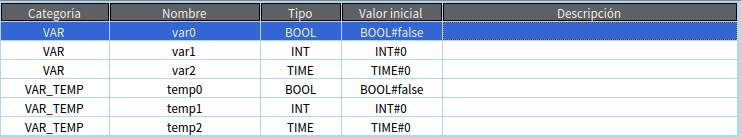 Categoría Nombre Tipo Valor inicial Descripción
VAR var0 BOOL BOOL#false
VAR var1 INT INT#0
VAR var2 TIME TIME#0
VAR_TEMP temp0 BOOL BOOL#false
VAR_TEMP temp1 INT INT#0
VAR_TEMP temp2 TIME TIME#0